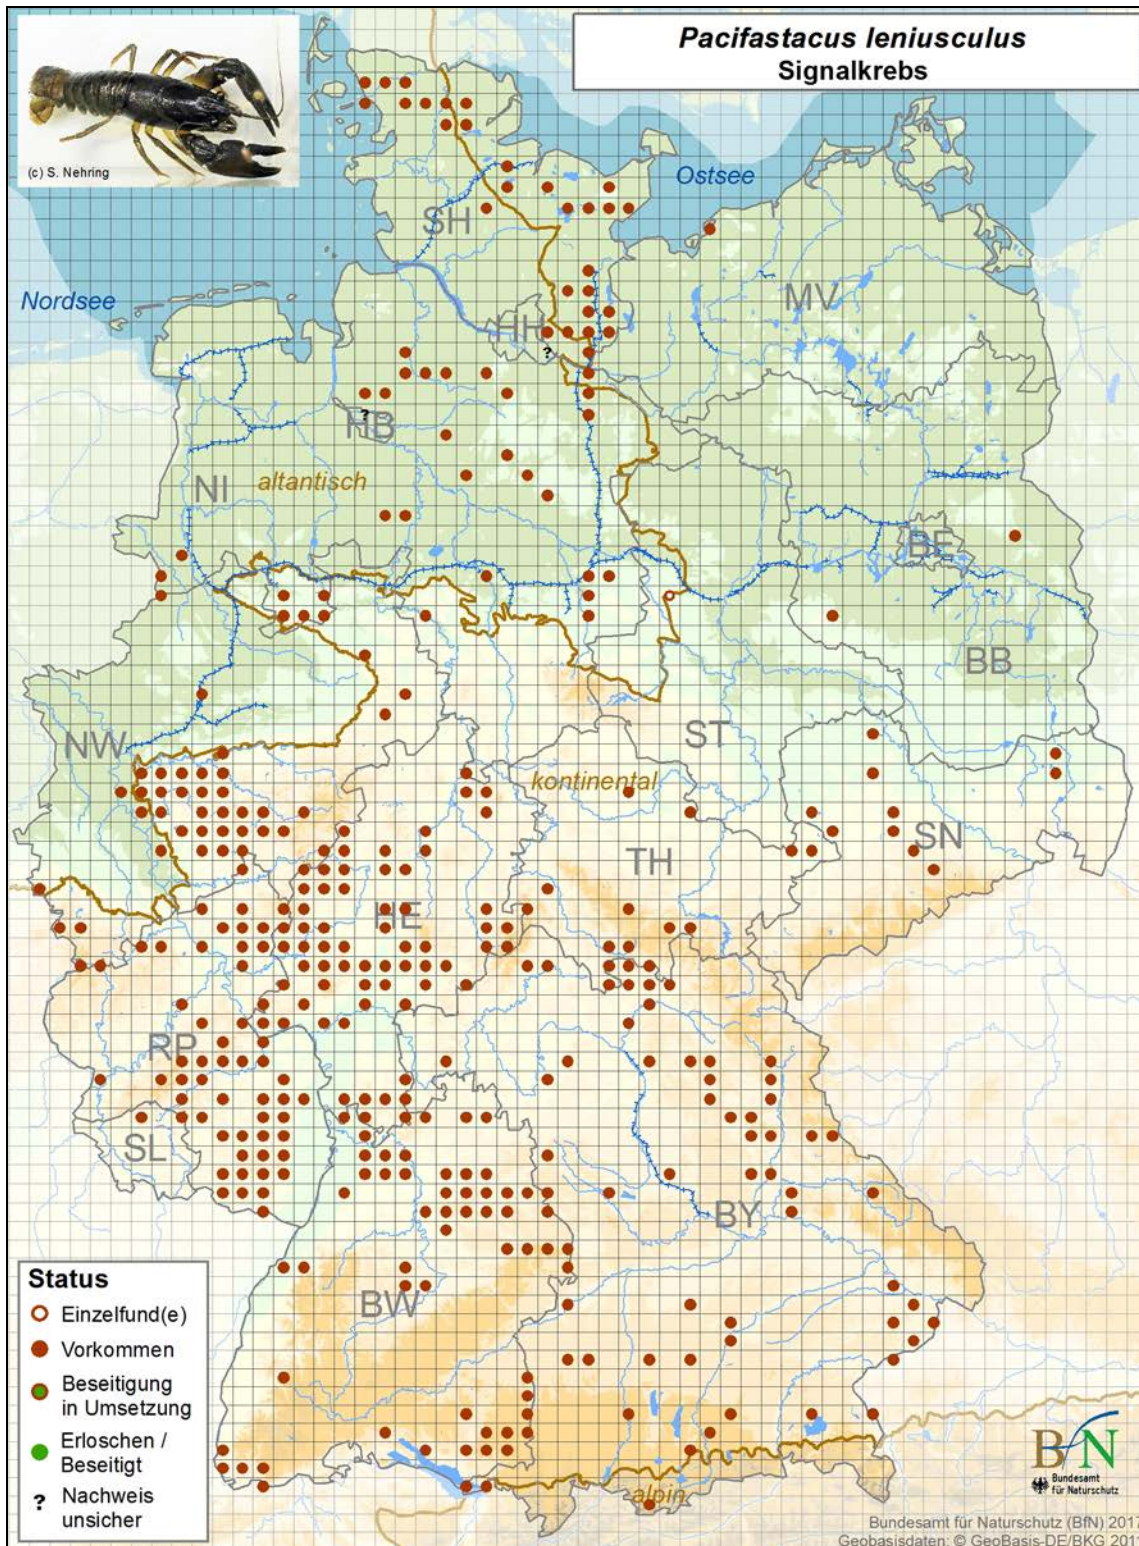 Pacifastacus leniusculus
Signalkrebs
(c) S. Nehring
Ostsee
SH
Nordsee
MV
HH
?
?
HB
NI
altantisch
BE
BB
NW
ST
kontinental
SN
TH
HE
RP
SL
BY
BW
Status
Einzelfund(e)
Vorkommen
Beseitigung
in Umsetzung
Erloschen /
Beseitigt
? Nachweis
unsicher
alpin
BfN
Bundesamt
für Naturschutz
Bundesamt für Naturschutz (BfN) 2017
Geobasisdaten: © GeoBasis-DE/BKG 201